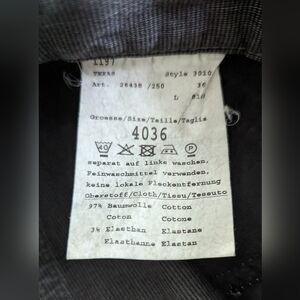 TEXAS Style 3010
Art. 26438 /250 36
L
Groesse/Size/Taille/Taglia
4036
40 P
separat auf links waschen,
Feinwaschmittel verwenden,
keine lokale Fleckentfernung
Oberstoff/Cloth/Tissu/Tessuto
97% Baumwolle Cotton
Coton Cotone
3% Elasthan Elastane
Elasthanne Elastan